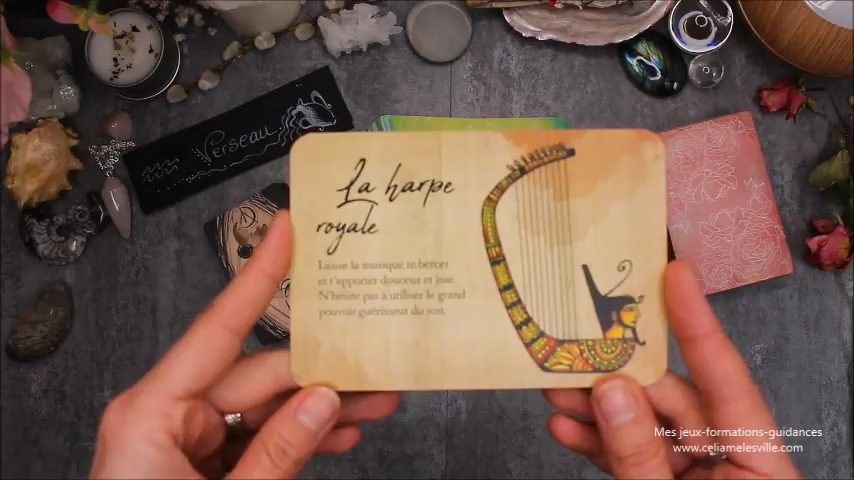 Verseau
La harpe
royale
Laisse la musique te bercer
et t'apporter douceur et joie.
N'hésite pas à utiliser le grand
pouvoir guérisseur du son.
Mes jeux-formations-guidances
www.celiamelesville.com